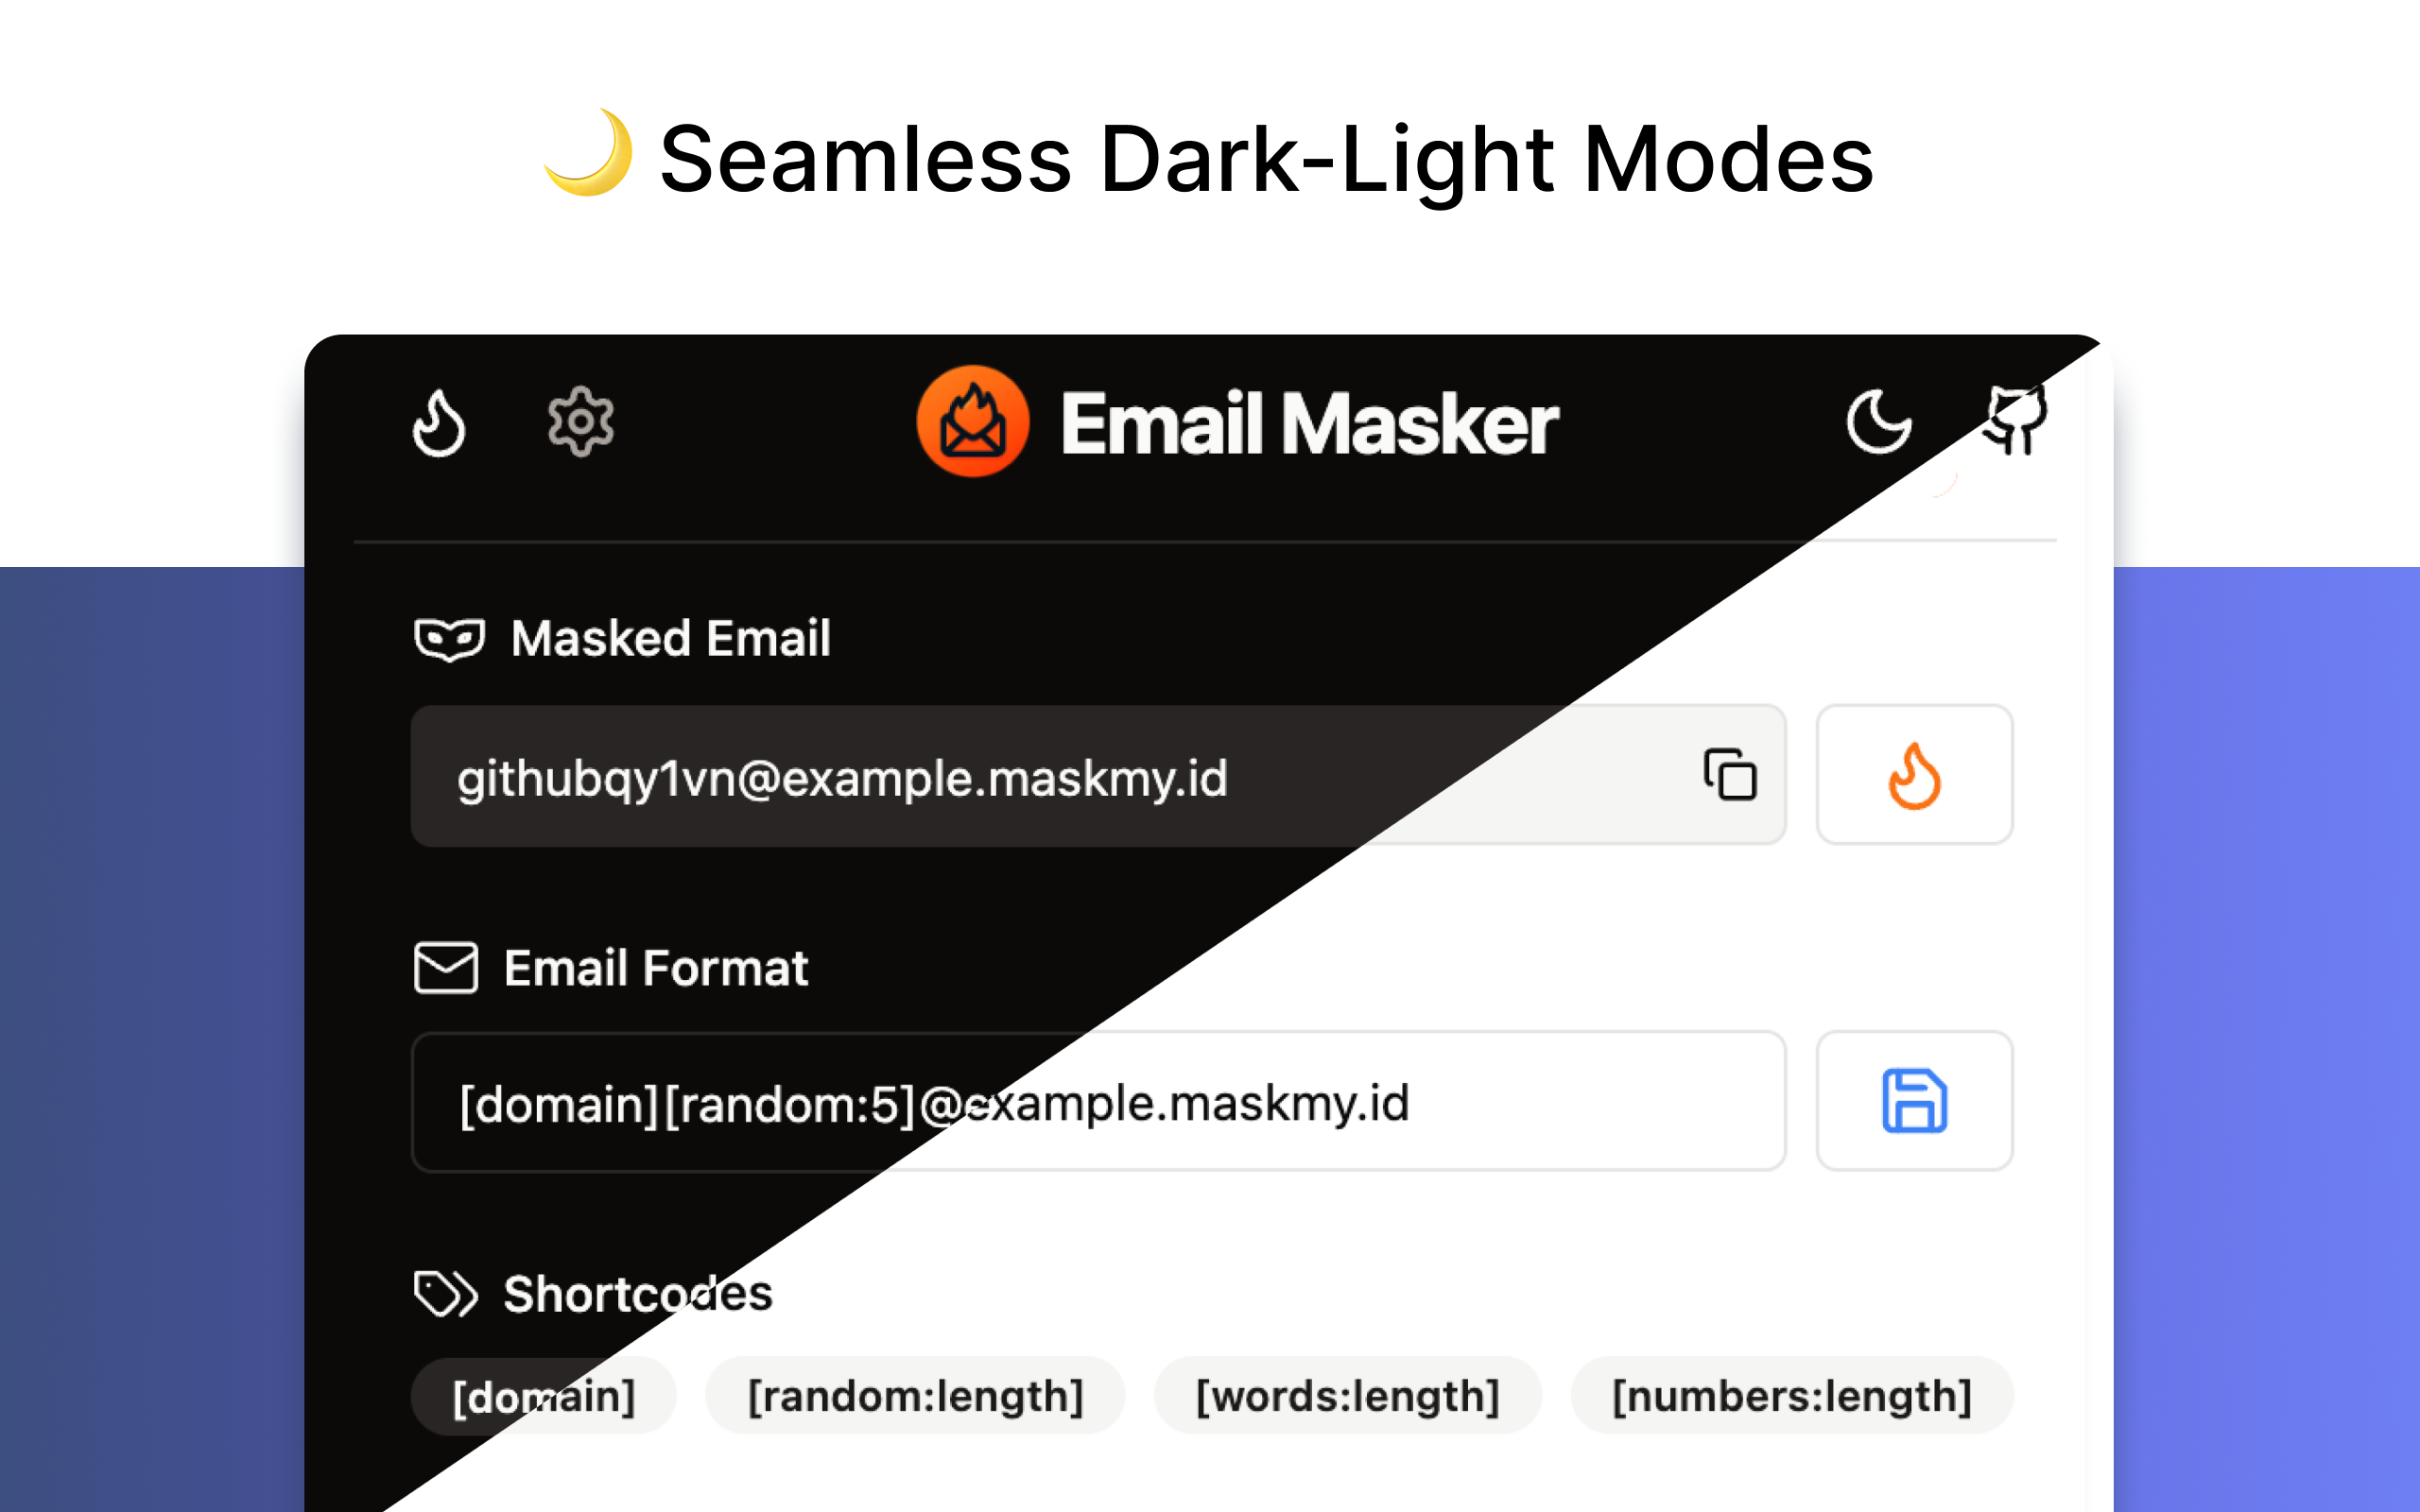 🌙 Seamless Dark-Light Modes
Email Masker
Masked Email
githubqy1vn@example.maskmy.id
Email Format
[domain][random:5]@example.maskmy.id
Shortcodes
[domain] [random:length] [words:length] [numbers:length]